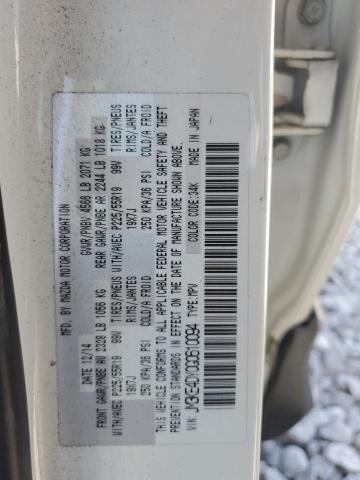 MFD. BY MAZDA MOTOR CORPORATION
DATE: 12/14 GVWR/PNBV 4566 LB 2071 KG
FRONT GAWR/PNBE AV 2328 LB 1056 KG REAR GAWR/PNBE AR 2244 LB 1018 KG
WITH/AVEC P225/55R19 99V TIRES/PNEUS WITH/AVEC P225/55R19 99V TIRES/PNEUS
19X7J RIMS/JANTES 19X7J RIMS/JANTES
250 KPA/36 PSI COLD/A FROID 250 KPA/36 PSI COLD/A FROID
THIS VEHICLE CONFORMS TO ALL APPLICABLE FEDERAL MOTOR VEHICLE SAFETY, BUMPER, AND THEFT
PREVENTION STANDARDS IN EFFECT ON THE DATE OF MANUFACTURE SHOWN ABOVE.
COLOR CODE:34K MADE IN JAPAN
VIN: TYPE:MPV